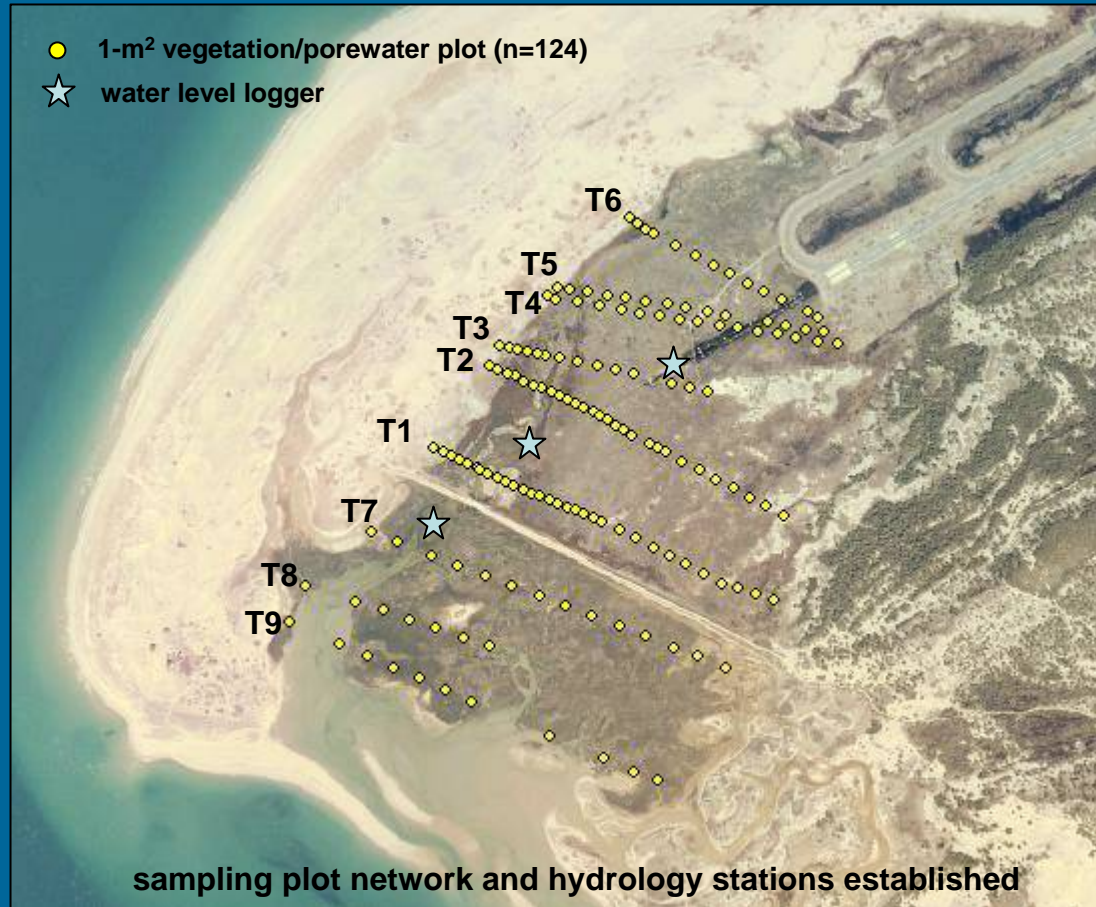 1-m² vegetation/porewater plot (n=124)
water level logger
T6
T5
T4
T3
T2
T1
T7
T8
T9
sampling plot network and hydrology stations established